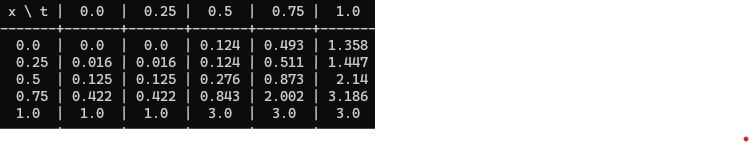 x \ t | 0.0 | 0.25 | 0.5 | 0.75 | 1.0
0.0 | 0.0 | 0.0 | 0.124 | 0.493 | 1.358
0.25 | 0.016 | 0.016 | 0.124 | 0.511 | 1.447
0.5 | 0.125 | 0.125 | 0.276 | 0.873 | 2.14
0.75 | 0.422 | 0.422 | 0.843 | 2.002 | 3.186
1.0 | 1.0 | 1.0 | 3.0 | 3.0 | 3.0